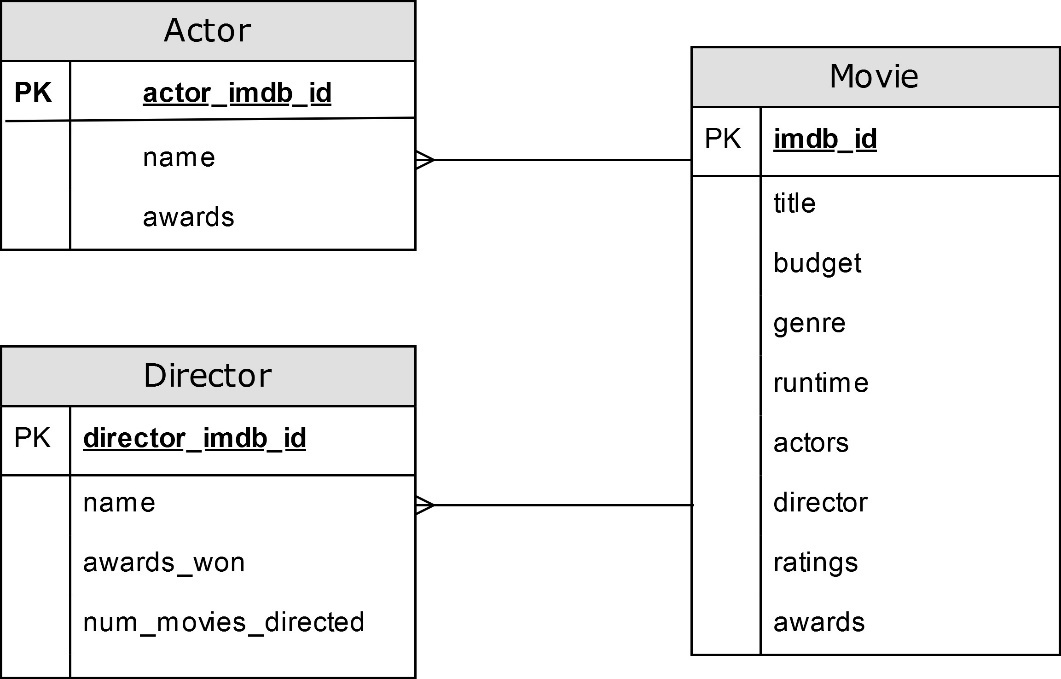 Actor
PK actor_imdb_id
name
awards
Director
PK director_imdb_id
name
awards_won
num_movies_directed
Movie
PK imdb_id
title
budget
genre
runtime
actors
director
ratings
awards